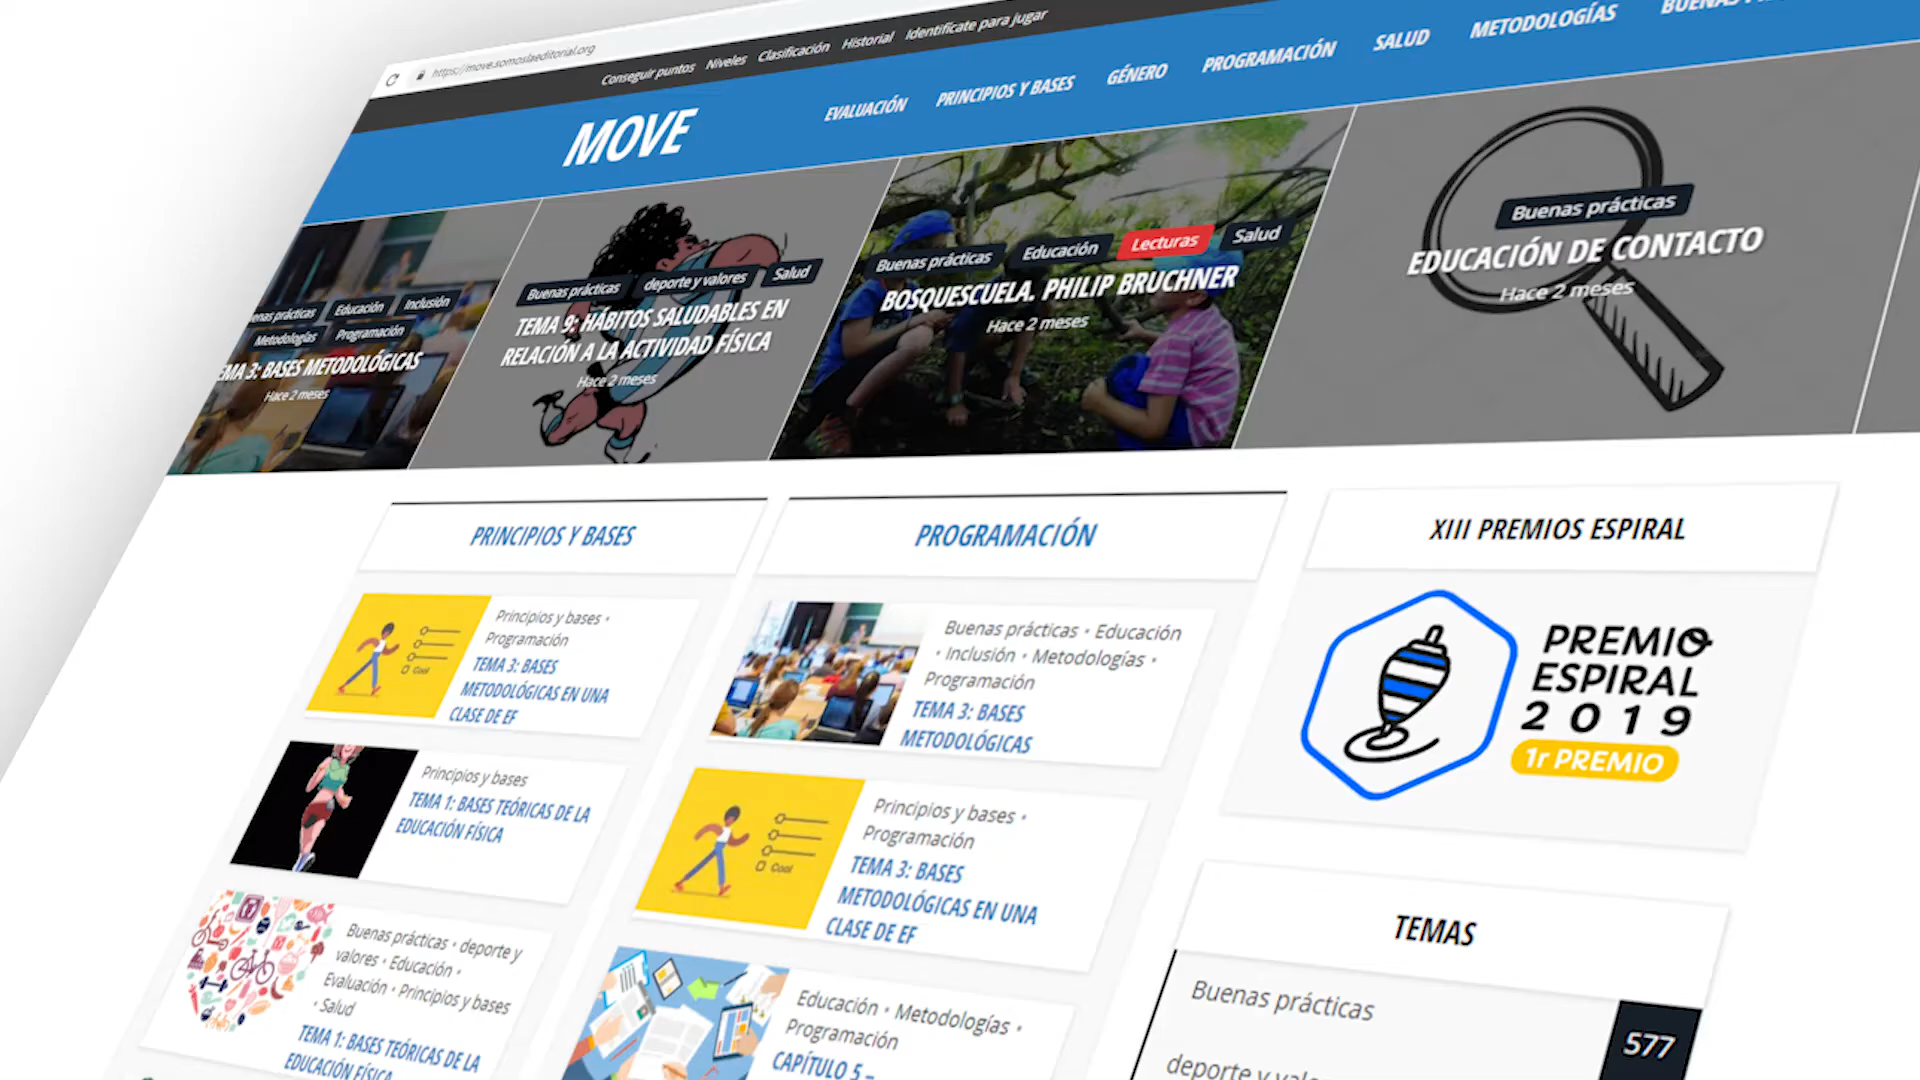 https://move.somoslaeditorial.org
Conseguir puntos Niveles Clasificación Historial Identifícate para jugar
MOVE
EVALUACIÓN PRINCIPIOS Y BASES GÉNERO PROGRAMACIÓN SALUD METODOLOGÍAS
Buenas prácticas
EDUCACIÓN DE CONTACTO
Hace 2 meses
Buenas prácticas Educación Lecturas Salud
BOSQUESCUELA. PHILIP BRUCHNER
Hace 2 meses
Buenas prácticas deporte y valores Salud
TEMA 9: HÁBITOS SALUDABLES EN
RELACIÓN A LA ACTIVIDAD FÍSICA
Hace 2 meses
prácticas Educación Inclusión
Metodologías Programación
3: BASES METODOLÓGICAS
Hace 2 meses
PRINCIPIOS Y BASES
Principios y bases •
Programación
TEMA 3: BASES
METODOLÓGICAS EN UNA
CLASE DE EF
Cool
Principios y bases
TEMA 1: BASES TEÓRICAS DE LA
EDUCACIÓN FÍSICA
Buenas prácticas • deporte y
valores • Educación •
Evaluación • Principios y bases
• Salud
TEMA 1: BASES TEÓRICAS DE LA
EDUCACIÓN FÍSICA
PROGRAMACIÓN
Buenas prácticas • Educación
• Inclusión • Metodologías •
Programación
TEMA 3: BASES
METODOLÓGICAS
Principios y bases •
Programación
TEMA 3: BASES
METODOLÓGICAS EN UNA
CLASE DE EF
Cool
Educación • Metodologías •
Programación
CAPÍTULO 5 –
XIII PREMIOS ESPIRAL
PREMIO
ESPIRAL
2019
1r PREMIO
TEMAS
Buenas prácticas
577
deporte y